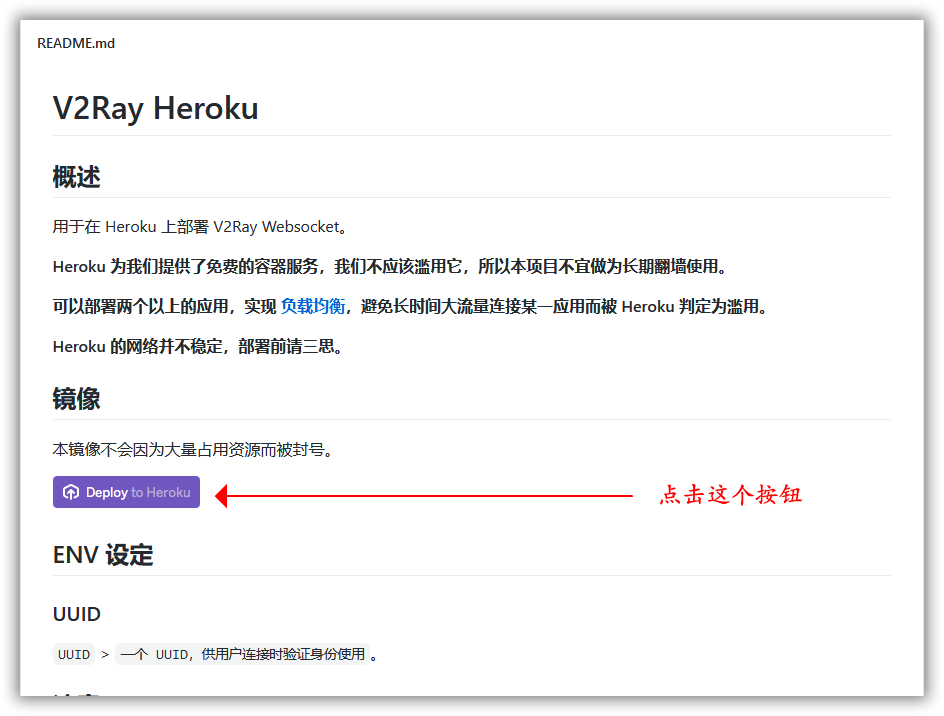 README.md
V2Ray Heroku
概述
用于在 Heroku 上部署 V2Ray Websocket。
Heroku 为我们提供了免费的容器服务，我们不应该滥用它，所以本项目不宜做为长期翻墙使用。
可以部署两个以上的应用，实现 负载均衡，避免长时间大流量连接某一应用而被 Heroku 判定为滥用。
Heroku 的网络并不稳定，部署前请三思。
镜像
本镜像不会因为大量占用资源而被封号。
Deploy to Heroku
点击这个按钮
ENV 设定
UUID
UUID > 一个 UUID，供用户连接时验证身份使用 。